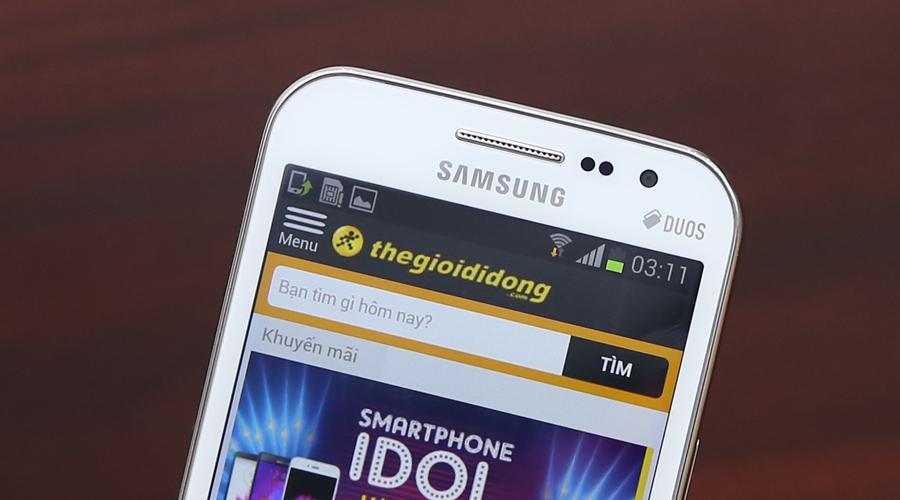 SAMSUNG
DUOS
03:11
Menu
thegioididong
.com
Bạn tìm gì hôm nay?
TÌM
Khuyến mãi
SMARTPHONE
IDOL